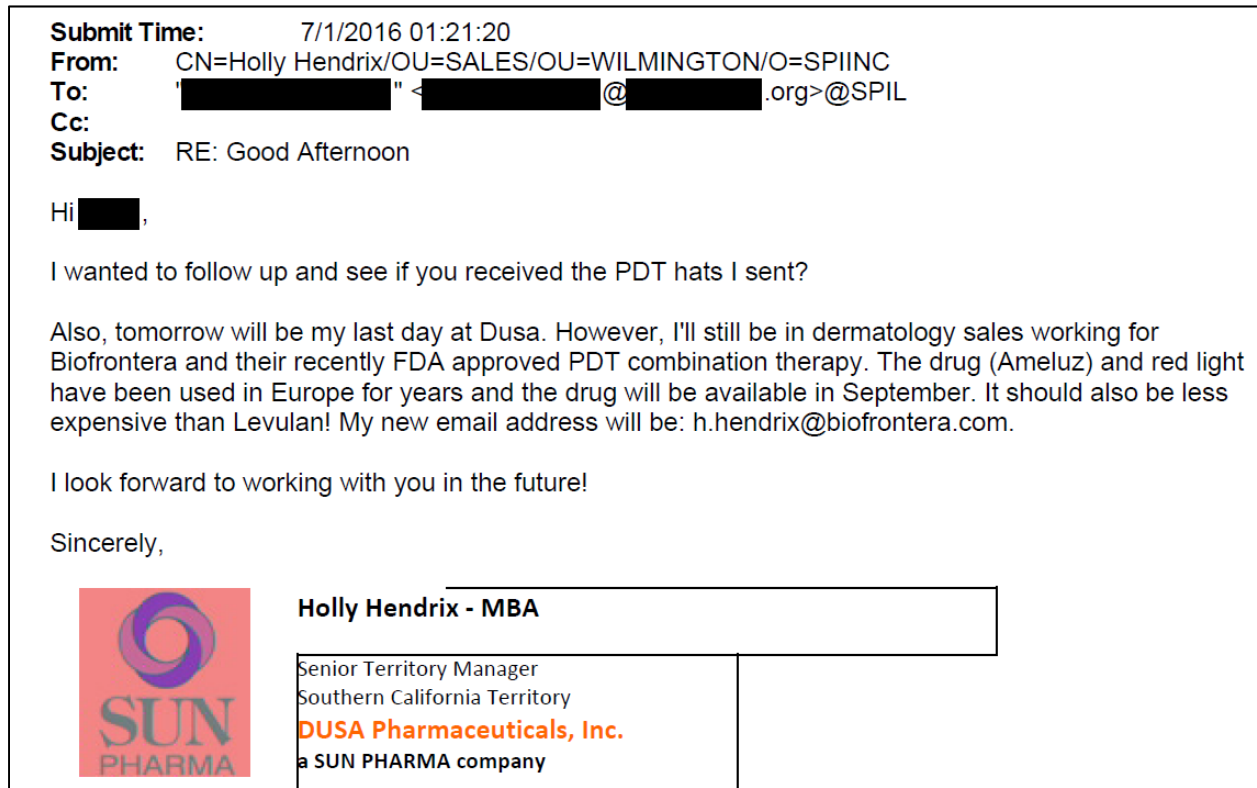 Submit Time: 7/1/2016 01:21:20
From: CN=Holly Hendrix/OU=SALES/OU=WILMINGTON/O=SPIINC
To: " " < @ .org>@SPIL
Cc:
Subject: RE: Good Afternoon
Hi ,
I wanted to follow up and see if you received the PDT hats I sent?
Also, tomorrow will be my last day at Dusa. However, I'll still be in dermatology sales working for
Biofrontera and their recently FDA approved PDT combination therapy. The drug (Ameluz) and red light
have been used in Europe for years and the drug will be available in September. It should also be less
expensive than Levulan! My new email address will be: h.hendrix@biofrontera.com.
I look forward to working with you in the future!
Sincerely,
SUN
PHARMA
Holly Hendrix - MBA
Senior Territory Manager
Southern California Territory
DUSA Pharmaceuticals, Inc.
a SUN PHARMA company